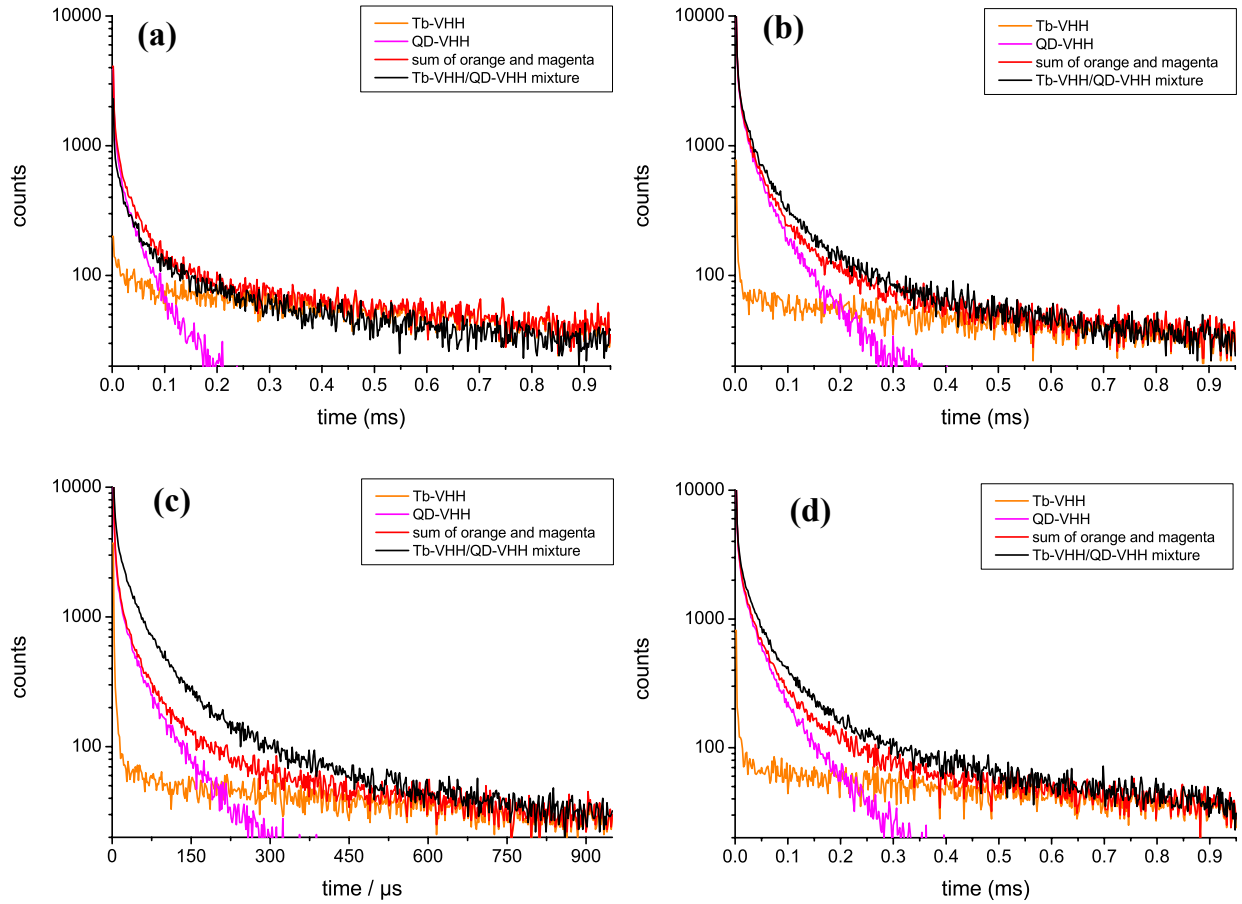 (a)
Tb-VHH
QD-VHH
sum of orange and magenta
Tb-VHH/QD-VHH mixture
counts
10000
1000
100
0.0 0.1 0.2 0.3 0.4 0.5 0.6 0.7 0.8 0.9
time (ms)
(b)
Tb-VHH
QD-VHH
sum of orange and magenta
Tb-VHH/QD-VHH mixture
counts
10000
1000
100
0.0 0.1 0.2 0.3 0.4 0.5 0.6 0.7 0.8 0.9
time (ms)
(c)
Tb-VHH
QD-VHH
sum of orange and magenta
Tb-VHH/QD-VHH mixture
counts
10000
1000
100
0 150 300 450 600 750 900
time / µs
(d)
Tb-VHH
QD-VHH
sum of orange and magenta
Tb-VHH/QD-VHH mixture
counts
10000
1000
100
0.0 0.1 0.2 0.3 0.4 0.5 0.6 0.7 0.8 0.9
time (ms)